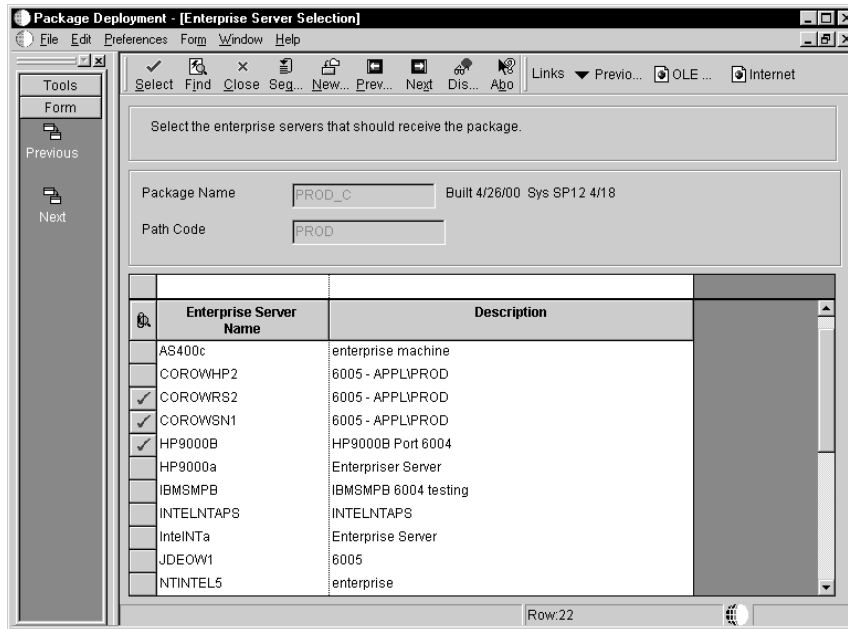 Package Deployment - [Enterprise Server Selection]
File Edit Preferences Form Window Help
Tools
Form
Previous
Next
Select Find Close Seq... New... Prev... Next Dis... Abo Links Previo... OLE ... Internet
Select the enterprise servers that should receive the package.
Package Name PROD_C Built 4/26/00 Sys SP12 4/18
Path Code PROD
Enterprise Server Name Description
AS400c enterprise machine
COROWHP2 6005 - APPL\PROD
COROWRS2 6005 - APPL\PROD
COROWSN1 6005 - APPL\PROD
HP9000B HP9000B Port 6004
HP9000a Enterpriser Server
IBMSMPB IBMSMPB 6004 testing
INTELNTAPS INTELNTAPS
IntelNTa Enterprise Server
JDEOW1 6005
NTINTEL5 enterprise
Row:22